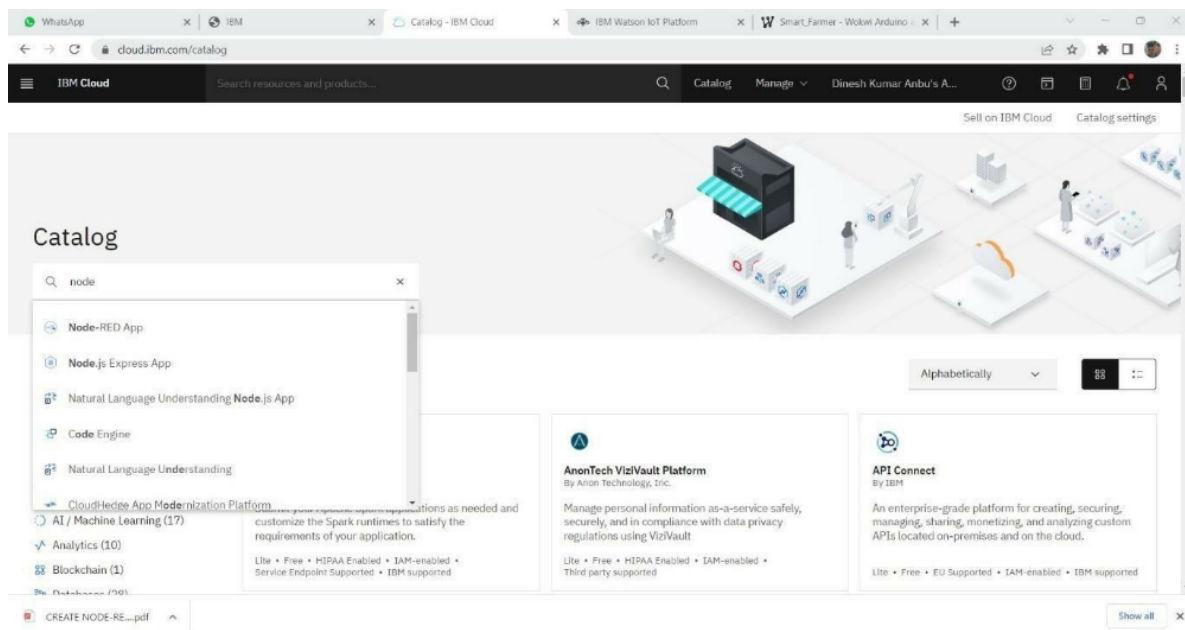 WhatsApp
IBM
Catalog - IBM Cloud
IBM Watson IoT Platform
Smart_Farmer - Wokwi Arduino
cloud.ibm.com/catalog
IBM Cloud
Search resources and products...
Catalog
Manage
Dinesh Kumar Anbu's A...
Sell on IBM Cloud
Catalog settings
Catalog
node
Node-RED App
Node.js Express App
Natural Language Understanding Node.js App
Code Engine
Natural Language Understanding
CloudHedge App Modernization Platform
AI / Machine Learning (17)
Analytics (10)
Blockchain (1)
Databases (28)
Alphabetically
applications as needed and
customize the Spark runtimes to satisfy the
requirements of your application.
Lite • Free • HIPAA Enabled • IAM-enabled •
Service Endpoint Supported • IBM supported
AnonTech ViziVault Platform
By Anon Technology, Inc.
Manage personal information as-a-service safely,
securely, and in compliance with data privacy
regulations using ViziVault
Lite • Free • HIPAA Enabled • IAM-enabled •
Third party supported
API Connect
By IBM
An enterprise-grade platform for creating, securing,
managing, sharing, monetizing, and analyzing custom
APIs located on-premises and on the cloud.
Lite • Free • EU Supported • IAM-enabled • IBM supported
CREATE NODE-RE....pdf
Show all